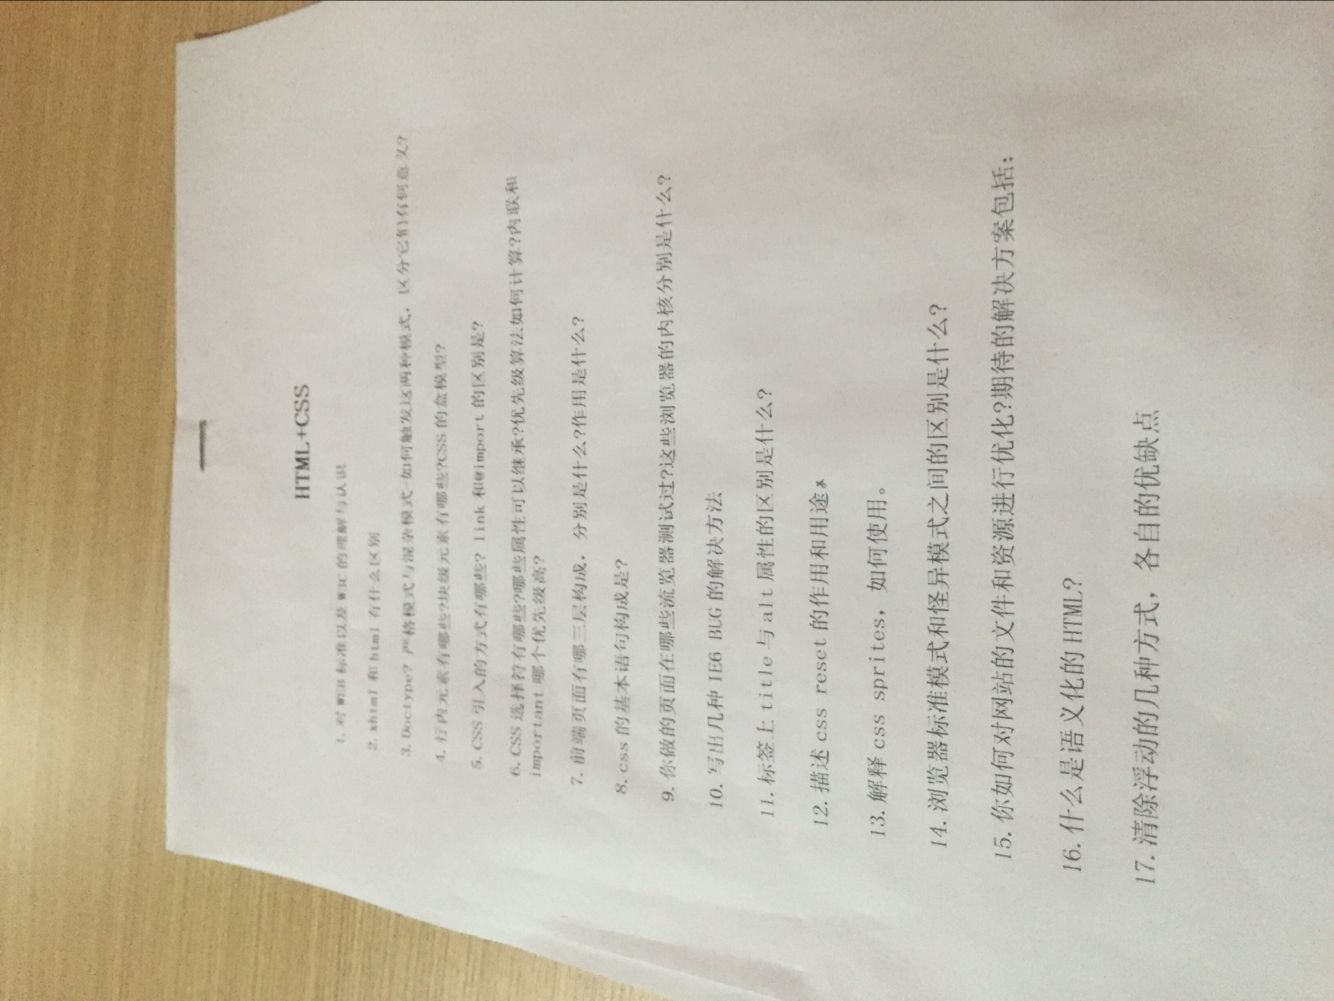 HTML+CSS
1. 对 WEB 标准以及 W3C 的理解与认识
2. xhtml 和 html 有什么区别
3. Doctype? 严格模式与混杂模式-如何触发这两种模式，区分它们有何意义?
4. 行内元素有哪些?块级元素有哪些?CSS 的盒模型?
5. CSS 引入的方式有哪些? link 和@import 的区别是?
6. CSS 选择符有哪些?哪些属性可以继承?优先级算法如何计算?内联和
important 哪个优先级高?
7. 前端页面有哪三层构成，分别是什么?作用是什么?
8. css 的基本语句构成是?
9. 你做的页面在哪些流览器测试过?这些浏览器的内核分别是什么?
10. 写出几种 IE6 BUG 的解决方法
11. 标签上 title 与 alt 属性的区别是什么?
12. 描述 css reset 的作用和用途
13. 解释 css sprites，如何使用。
14. 浏览器标准模式和怪异模式之间的区别是什么?
15. 你如何对网站的文件和资源进行优化?期待的解决方案包括：
16. 什么是语义化的 HTML?
17. 清除浮动的几种方式，各自的优缺点